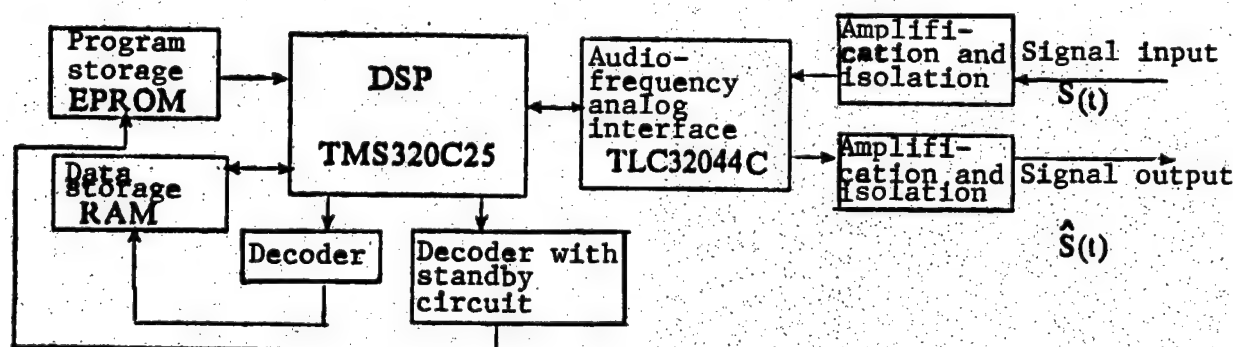 Program
storage
EPROM
DSP
TMS320C25
Audio-
frequency
analog
interface
TLC32044C
Amplifi-
cation and
isolation
Signal input
S(t)
Amplifi-
cation and
isolation
Signal output
Ŝ(t)
Data
storage
RAM
Decoder
Decoder with
standby
circuit